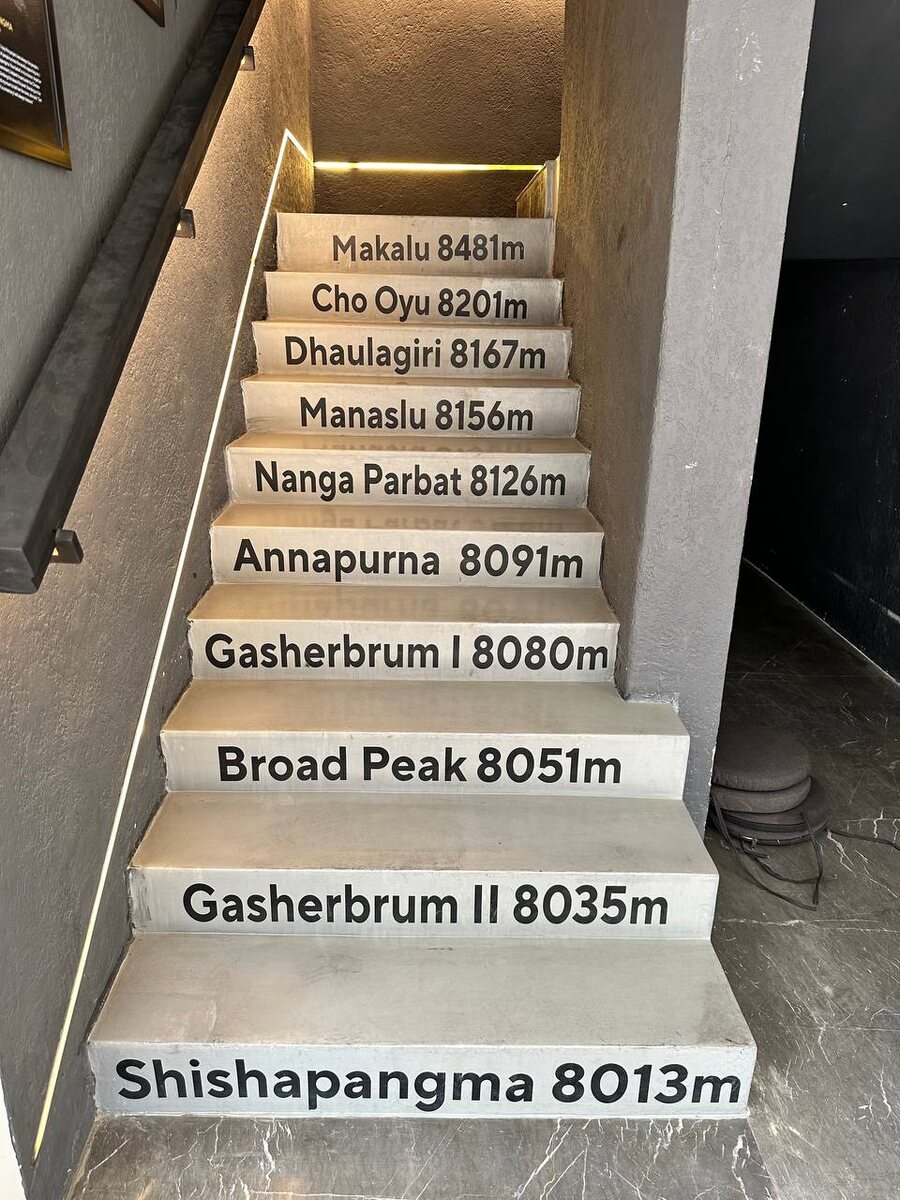 Makalu 8481m
Cho Oyu 8201m
Dhaulagiri 8167m
Manaslu 8156m
Nanga Parbat 8126m
Annapurna 8091m
Gasherbrum I 8080m
Broad Peak 8051m
Gasherbrum II 8035m
Shishapangma 8013m